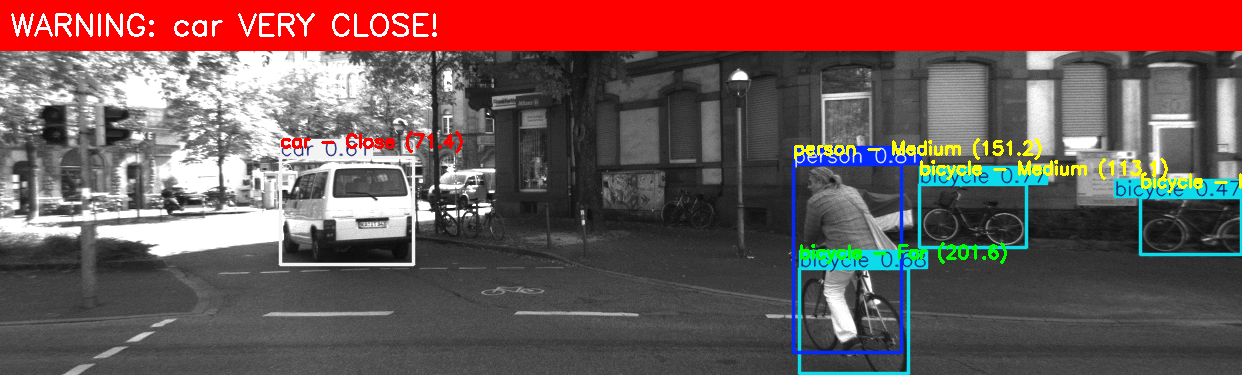 WARNING: car VERY CLOSE!
car - Close (71.4)
car 0.6
person - Medium (151.2)
person 0.81
bicycle - Medium (113.1)
bicycle 0.77
bicycle -
bicycle 0.47
bicycle - Far (201.6)
bicycle 0.68